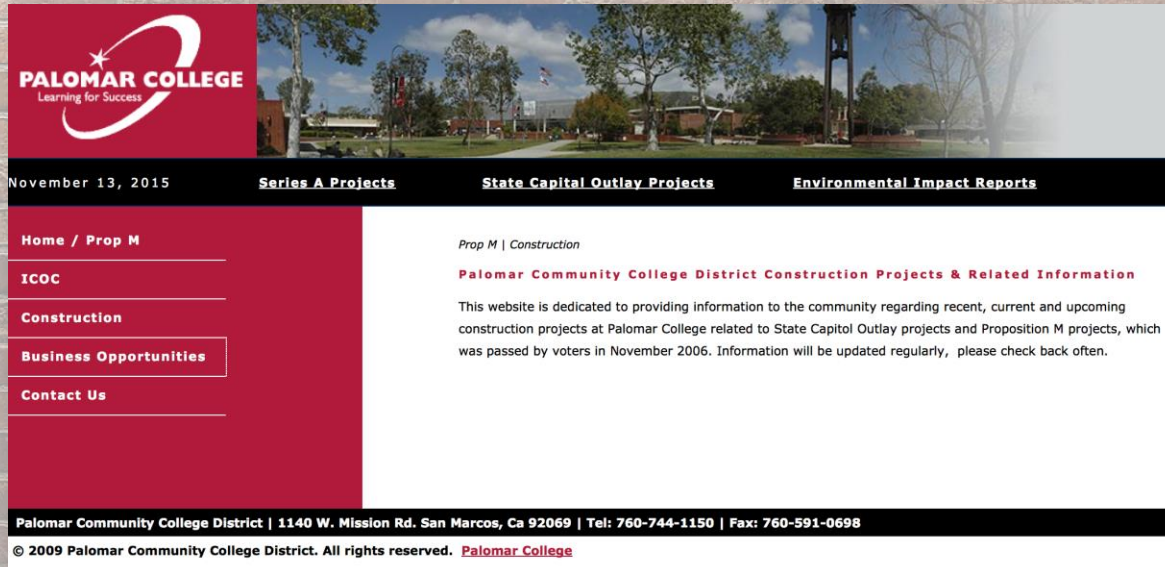 PALOMAR COLLEGE
Learning for Success
November 13, 2015 Series A Projects State Capital Outlay Projects Environmental Impact Reports
Home / Prop M
ICOC
Construction
Business Opportunities
Contact Us
Prop M | Construction
Palomar Community College District Construction Projects & Related Information
This website is dedicated to providing information to the community regarding recent, current and upcoming
construction projects at Palomar College related to State Capitol Outlay projects and Proposition M projects, which
was passed by voters in November 2006. Information will be updated regularly, please check back often.
Palomar Community College District | 1140 W. Mission Rd. San Marcos, Ca 92069 | Tel: 760-744-1150 | Fax: 760-591-0698
© 2009 Palomar Community College District. All rights reserved. Palomar College